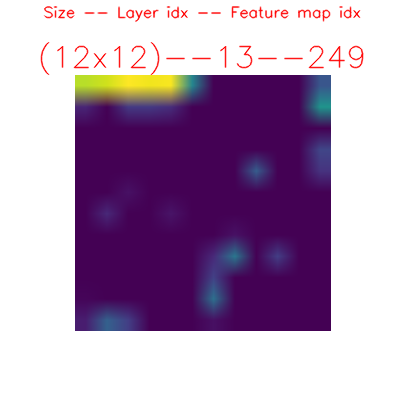 Size -- Layer idx -- Feature map idx
(12x12)--13--249